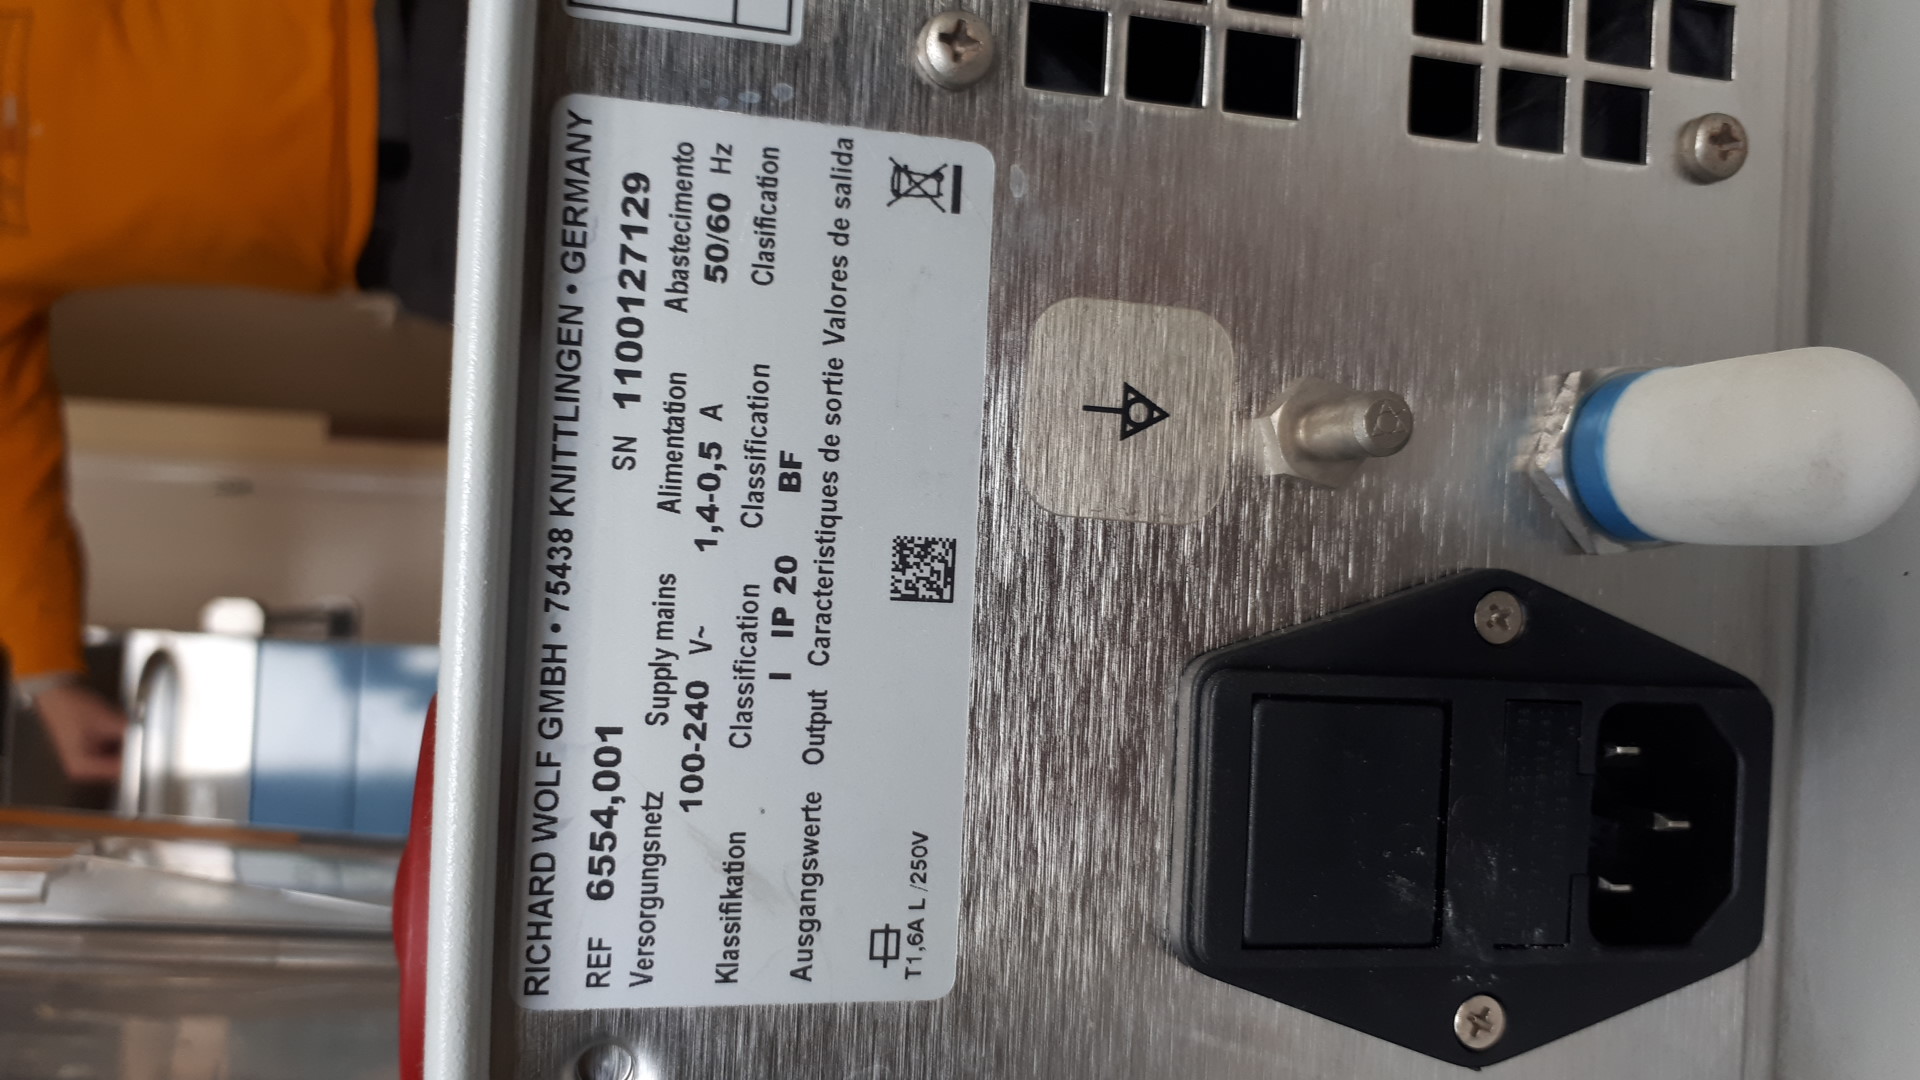 RICHARD WOLF GMBH • 75438 KNITTLINGEN • GERMANY
REF 6554,001 SN 1100127129
Versorgungsnetz Supply mains Alimentation Abastecimento
100-240 V~ 1,4-0,5 A 50/60 Hz
Klassifikation Classification Classification Clasification
I IP 20 BF
Ausgangswerte Output Caracteristiques de sortie Valores de salida
T1,6A L /250V